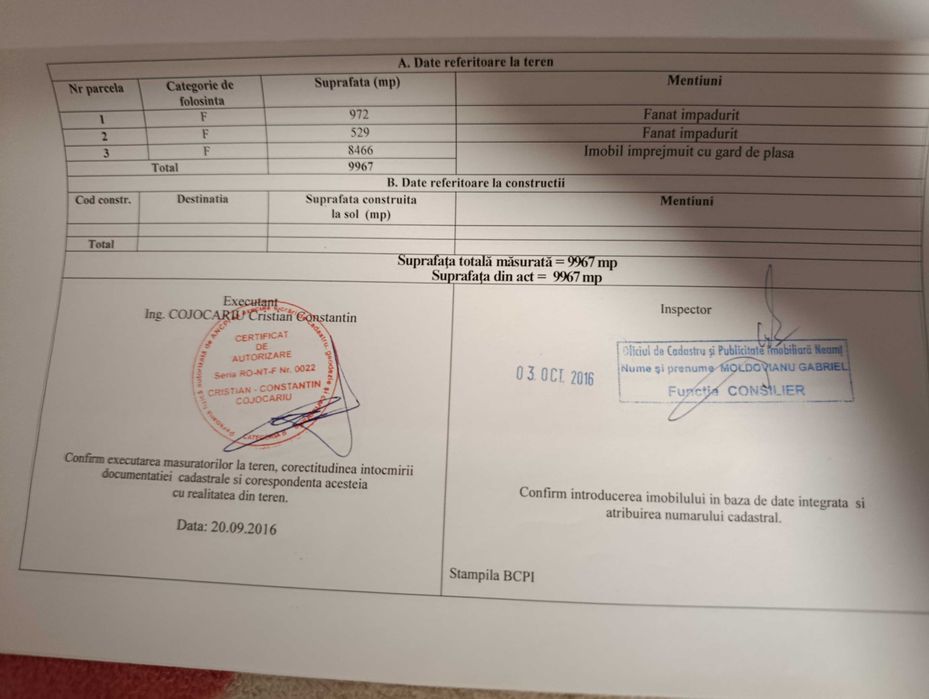 A. Date referitoare la teren
Nr parcela Categorie de folosinta Suprafata (mp) Mentiuni
1 F 972 Fanat impadurit
2 F 529 Fanat impadurit
3 F 8466 Imobil imprejmuit cu gard de plasa
Total 9967
B. Date referitoare la constructii
Cod constr. Destinatia Suprafata construita la sol (mp) Mentiuni
Total
Suprafața totală măsurată = 9967 mp
Suprafața din act = 9967 mp
Executant
Ing. COJOCARIU Cristian Constantin
CERTIFICAT
DE
AUTORIZARE
Seria RO-NT-F Nr. 0022
CRISTIAN - CONSTANTIN
COJOCARIU
CATEGORIA
Confirm executarea masuratorilor la teren, corectitudinea intocmirii
documentatiei cadastrale si corespondenta acesteia
cu realitatea din teren.
Data: 20.09.2016
Inspector
03. OCT. 2016
Oficiul de Cadastru și Publicitate Imobiliară Neamț
Nume și prenume MOLDOVIANU GABRIEL
Funcția CONSILIER
Confirm introducerea imobilului in baza de date integrata si
atribuirea numarului cadastral.
Stampila BCPI